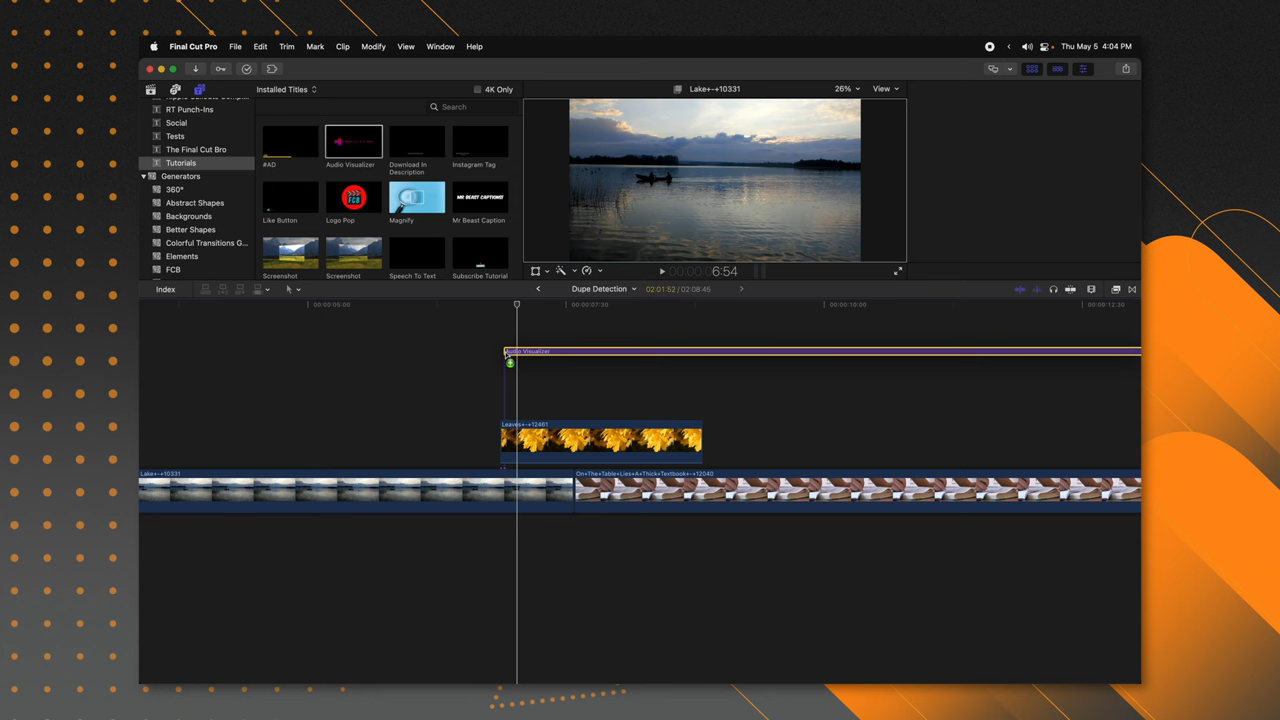 Final Cut Pro File Edit Trim Mark Clip Modify View Window Help Thu May 5 4:04 PM
Installed Titles 4K Only Lake+-+10331 26% View
RT Punch-Ins
Social
Tests
The Final Cut Bro
Tutorials
Generators
360°
Abstract Shapes
Backgrounds
Better Shapes
Colorful Transitions G...
Elements
FCB
Search
#AD Audio Visualizer Download In Description Instagram Tag
FCB MR BEAST CAPTIONS!
Like Button Logo Pop Magnify Mr Beast Caption
Screenshot Screenshot Speech To Text Subscribe Tutorial
00:00:06:54
Index Dupe Detection 02:01:52 / 02:08:45
00:00:05:00 00:00:07:30 00:00:10:00 00:00:12:30
Audio Visualizer
Leaves+-+12461
Lake+-+10331 On+The+Table+Lies+A+Thick+Textbook+-+12040